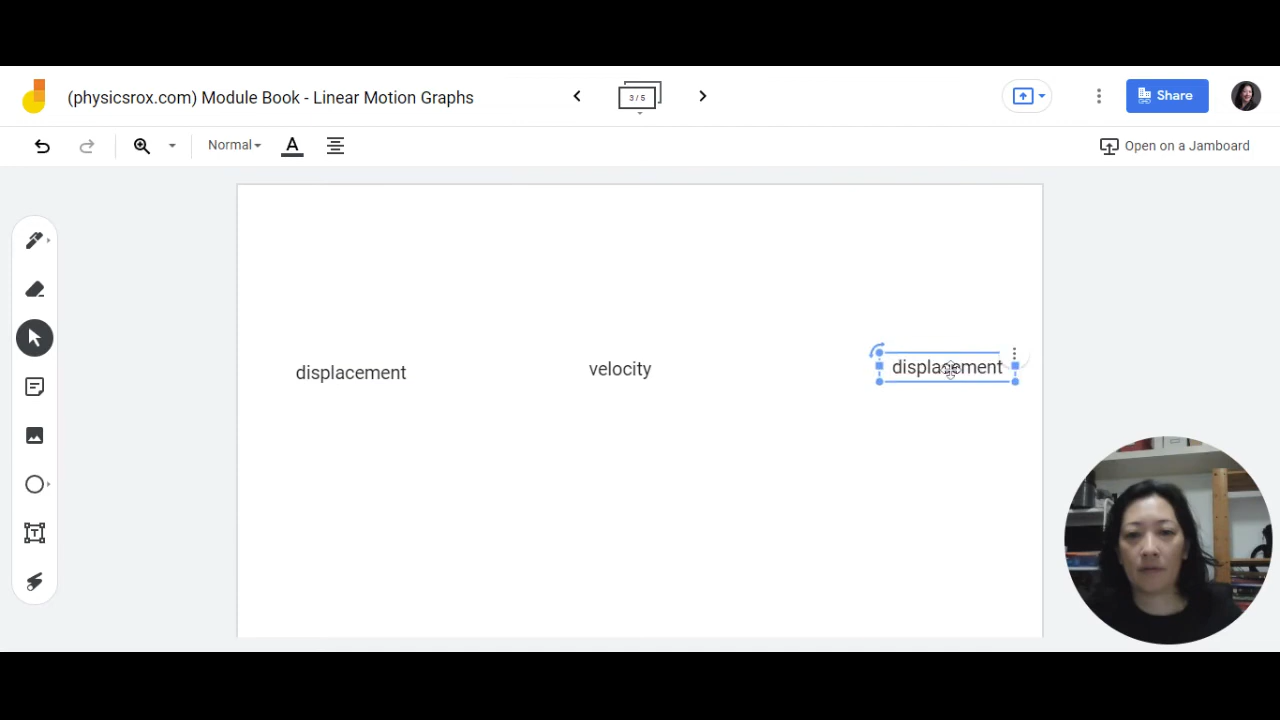 (physicsrox.com) Module Book - Linear Motion Graphs
3 / 5
Share
Normal
A
Open on a Jamboard
displacement
velocity
displacement
T